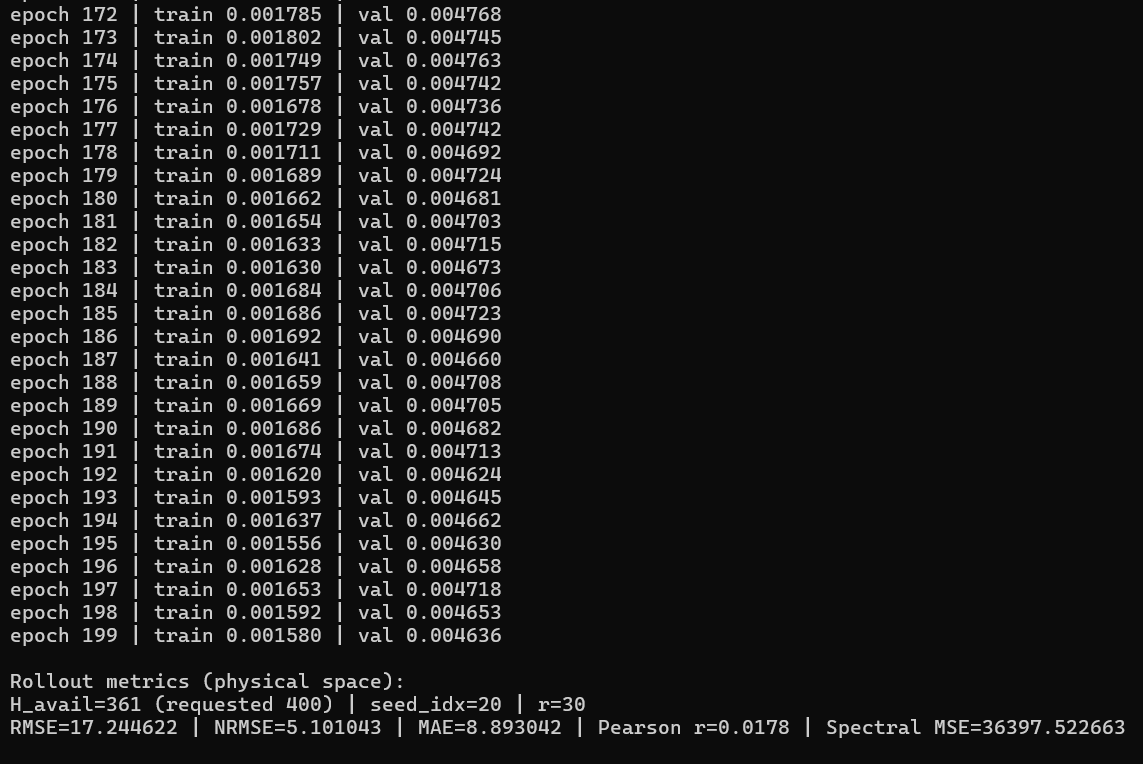 epoch 172 | train 0.001785 | val 0.004768
epoch 173 | train 0.001802 | val 0.004745
epoch 174 | train 0.001749 | val 0.004763
epoch 175 | train 0.001757 | val 0.004742
epoch 176 | train 0.001678 | val 0.004736
epoch 177 | train 0.001729 | val 0.004742
epoch 178 | train 0.001711 | val 0.004692
epoch 179 | train 0.001689 | val 0.004724
epoch 180 | train 0.001662 | val 0.004681
epoch 181 | train 0.001654 | val 0.004703
epoch 182 | train 0.001633 | val 0.004715
epoch 183 | train 0.001630 | val 0.004673
epoch 184 | train 0.001684 | val 0.004706
epoch 185 | train 0.001686 | val 0.004723
epoch 186 | train 0.001692 | val 0.004690
epoch 187 | train 0.001641 | val 0.004660
epoch 188 | train 0.001659 | val 0.004708
epoch 189 | train 0.001669 | val 0.004705
epoch 190 | train 0.001686 | val 0.004682
epoch 191 | train 0.001674 | val 0.004713
epoch 192 | train 0.001620 | val 0.004624
epoch 193 | train 0.001593 | val 0.004645
epoch 194 | train 0.001637 | val 0.004662
epoch 195 | train 0.001556 | val 0.004630
epoch 196 | train 0.001628 | val 0.004658
epoch 197 | train 0.001653 | val 0.004718
epoch 198 | train 0.001592 | val 0.004653
epoch 199 | train 0.001580 | val 0.004636
Rollout metrics (physical space):
H_avail=361 (requested 400) | seed_idx=20 | r=30
RMSE=17.244622 | NRMSE=5.101043 | MAE=8.893042 | Pearson r=0.0178 | Spectral MSE=36397.522663